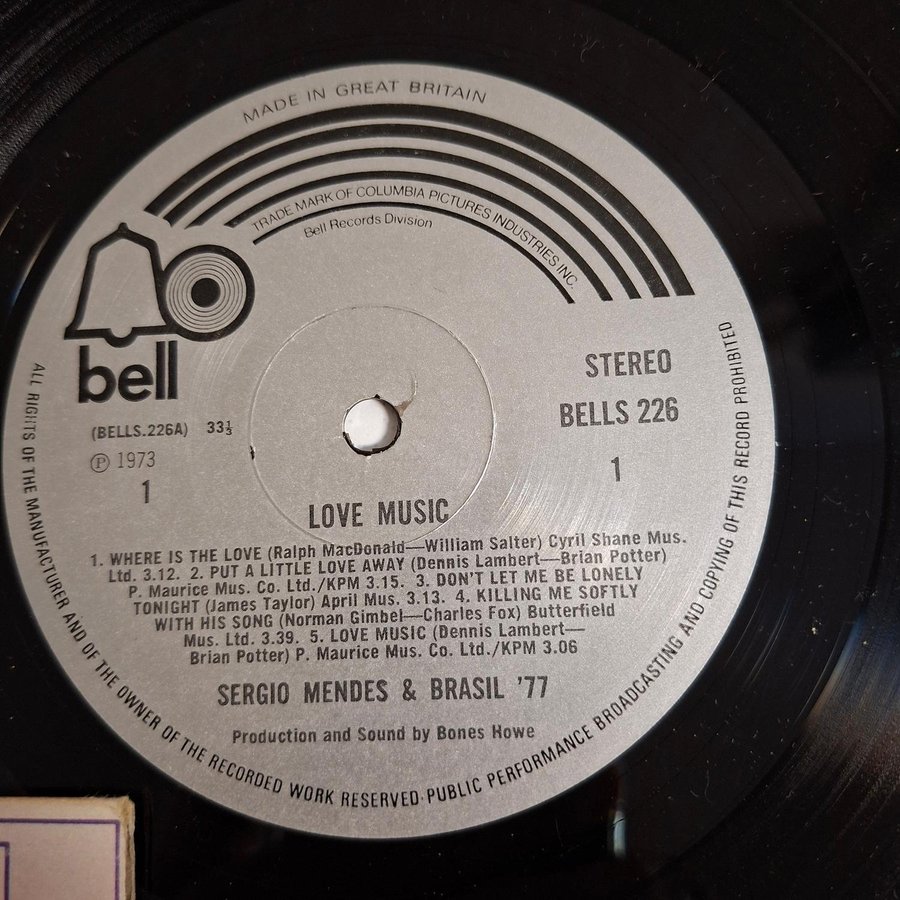 MADE IN GREAT BRITAIN
TRADE MARK OF COLUMBIA PICTURES INDUSTRIES INC.
Bell Records Division
bell
STEREO
BELLS 226
(BELLS.226A) 33⅓
Ⓟ 1973
1
1
LOVE MUSIC
1. WHERE IS THE LOVE (Ralph MacDonald—William Salter) Cyril Shane Mus.
Ltd. 3.12. 2. PUT A LITTLE LOVE AWAY (Dennis Lambert—Brian Potter)
P. Maurice Mus. Co. Ltd./KPM 3.15. 3. DON'T LET ME BE LONELY
TONIGHT (James Taylor) April Mus. 3.13. 4. KILLING ME SOFTLY
WITH HIS SONG (Norman Gimbel—Charles Fox) Butterfield
Mus. Ltd. 3.39. 5. LOVE MUSIC (Dennis Lambert—
Brian Potter) P. Maurice Mus. Co. Ltd./KPM 3.06
SERGIO MENDES & BRASIL '77
Production and Sound by Bones Howe
ALL RIGHTS OF THE MANUFACTURER AND OF THE OWNER OF THE RECORDED WORK RESERVED·PUBLIC PERFORMANCE BROADCASTING AND COPYING OF THIS RECORD PROHIBITED